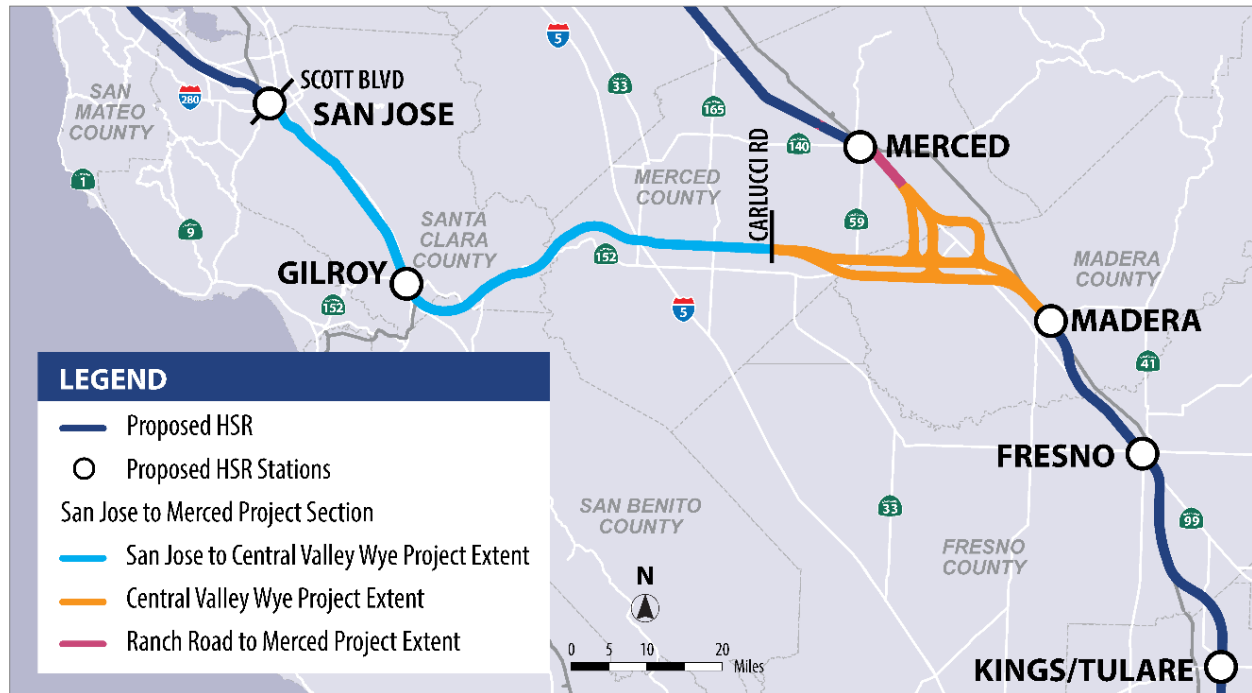 SCOTT BLVD
SAN JOSE
SAN
MATEO
COUNTY
280
1
9
GILROY
SANTA
CLARA
COUNTY
152
5
33
165
140
MERCED
MERCED
COUNTY
CARLUCCI RD
59
152
5
MADERA
COUNTY
MADERA
41
FRESNO
SAN BENITO
COUNTY
33
FRESNO
COUNTY
99
KINGS/TULARE
N
0 5 10 20
Miles
LEGEND
Proposed HSR
Proposed HSR Stations
San Jose to Merced Project Section
San Jose to Central Valley Wye Project Extent
Central Valley Wye Project Extent
Ranch Road to Merced Project Extent